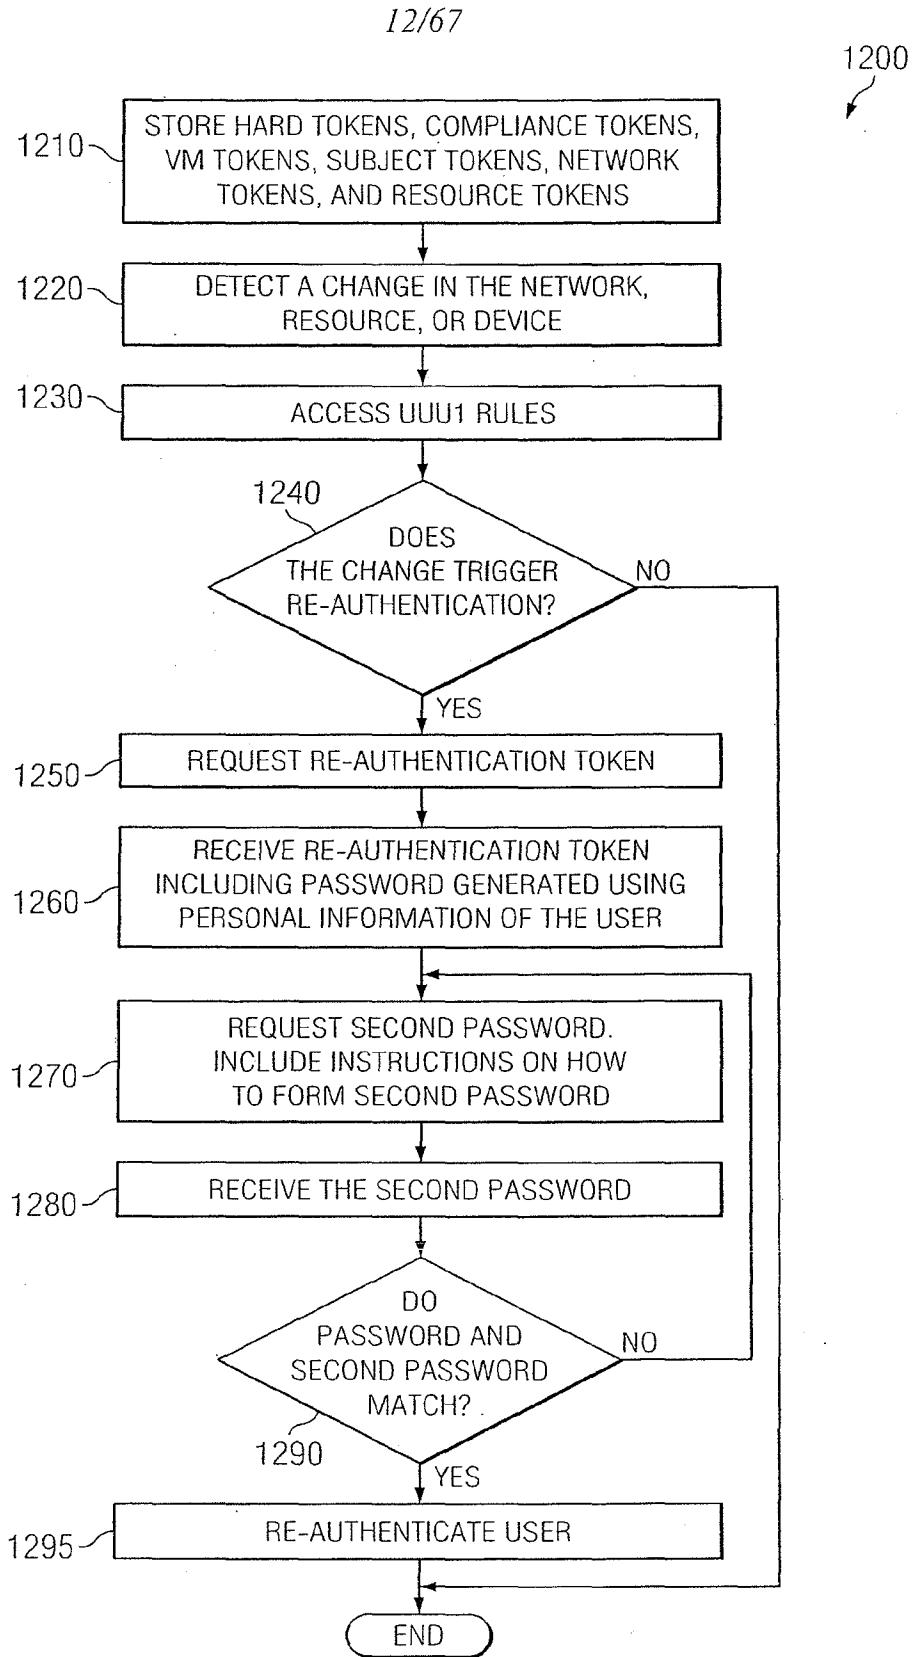 12/67
1200
1210
STORE HARD TOKENS, COMPLIANCE TOKENS,
VM TOKENS, SUBJECT TOKENS, NETWORK
TOKENS, AND RESOURCE TOKENS
1220
DETECT A CHANGE IN THE NETWORK,
RESOURCE, OR DEVICE
1230
ACCESS UUU1 RULES
1240
DOES
THE CHANGE TRIGGER
RE-AUTHENTICATION?
NO
YES
1250
REQUEST RE-AUTHENTICATION TOKEN
1260
RECEIVE RE-AUTHENTICATION TOKEN
INCLUDING PASSWORD GENERATED USING
PERSONAL INFORMATION OF THE USER
1270
REQUEST SECOND PASSWORD.
INCLUDE INSTRUCTIONS ON HOW
TO FORM SECOND PASSWORD
1280
RECEIVE THE SECOND PASSWORD
DO
PASSWORD AND
SECOND PASSWORD
MATCH?
NO
1290
YES
1295
RE-AUTHENTICATE USER
END